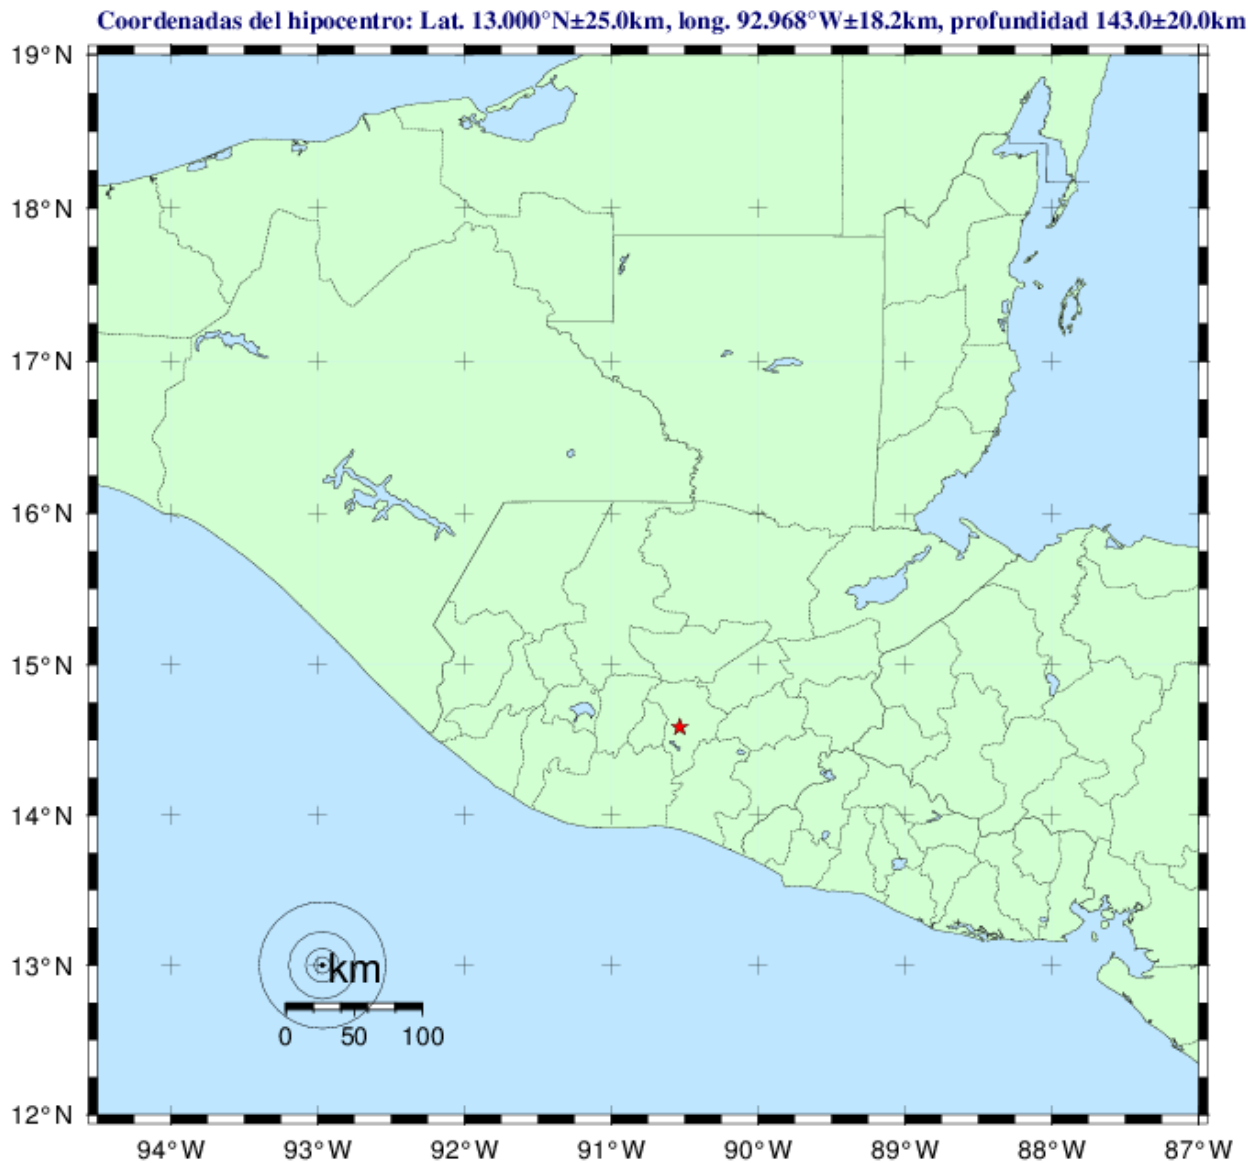 Coordenadas del hipocentro: Lat. 13.000°N±25.0km, long. 92.968°W±18.2km, profundidad 143.0±20.0km
19°N
18°N
17°N
16°N
15°N
14°N
13°N
km
0 50 100
12°N
94°W 93°W 92°W 91°W 90°W 89°W 88°W 87°W